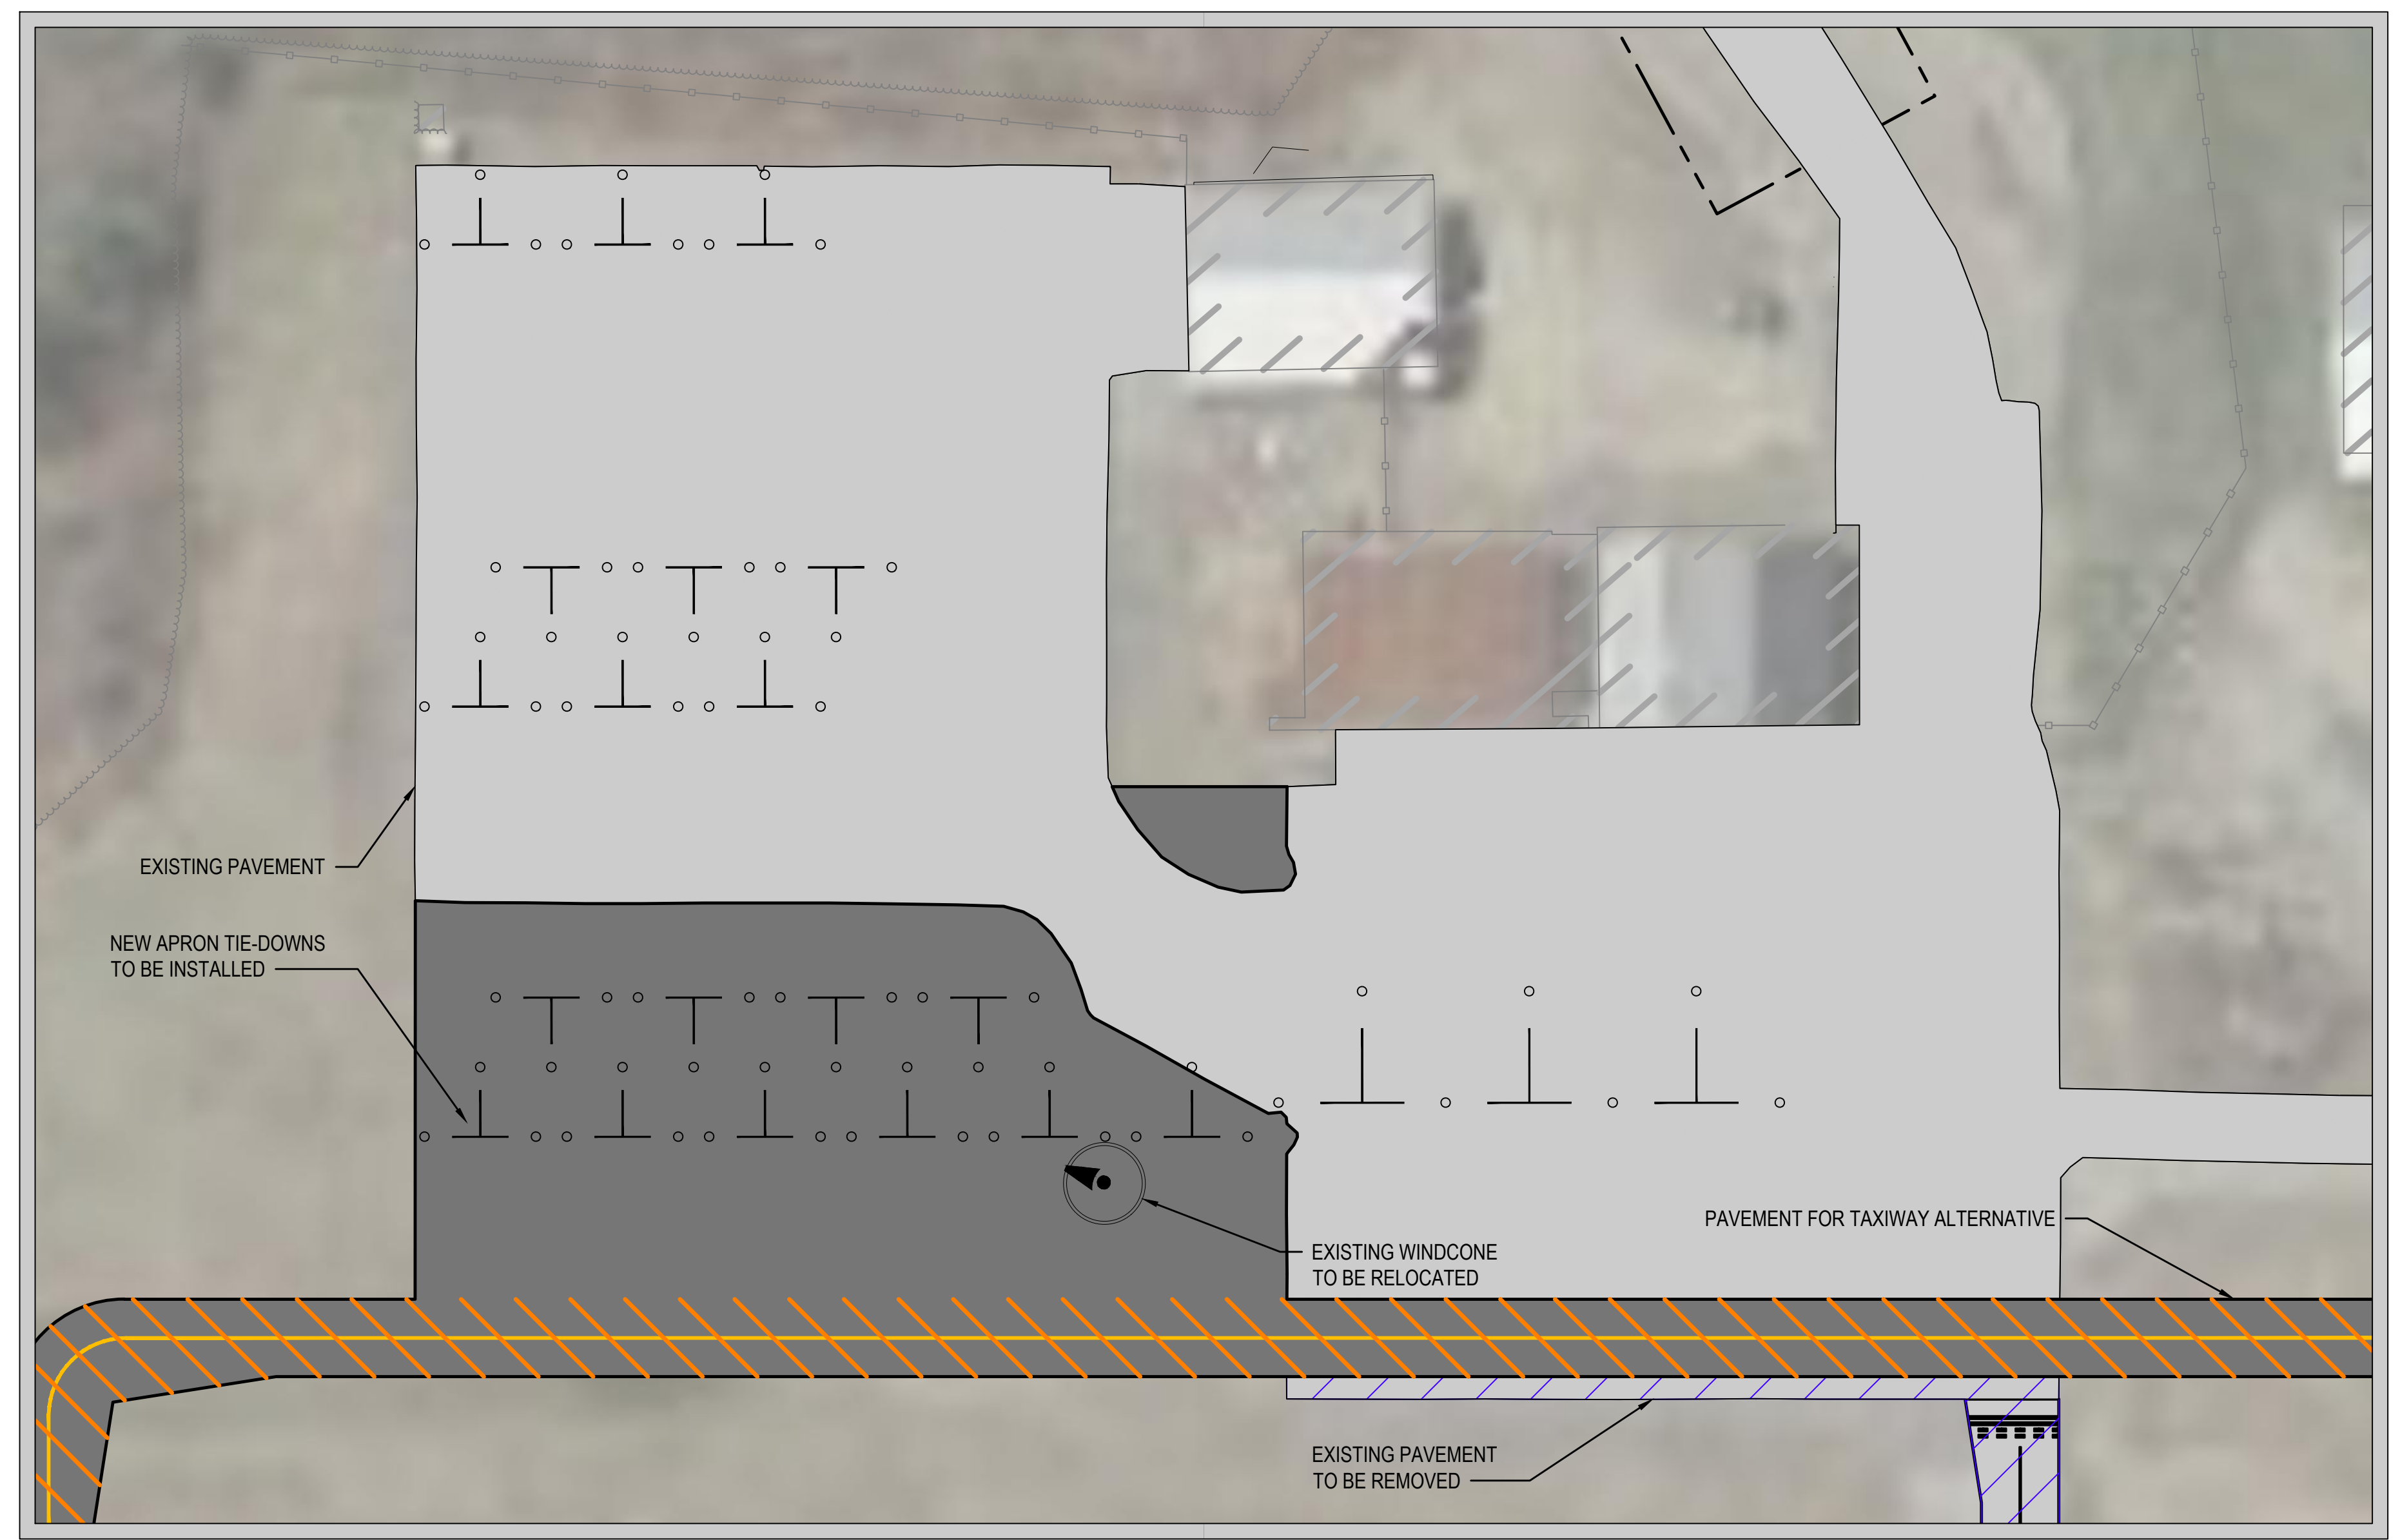 EXISTING PAVEMENT
NEW APRON TIE-DOWNS
TO BE INSTALLED
PAVEMENT FOR TAXIWAY ALTERNATIVE
EXISTING WINDCONE
TO BE RELOCATED
EXISTING PAVEMENT
TO BE REMOVED